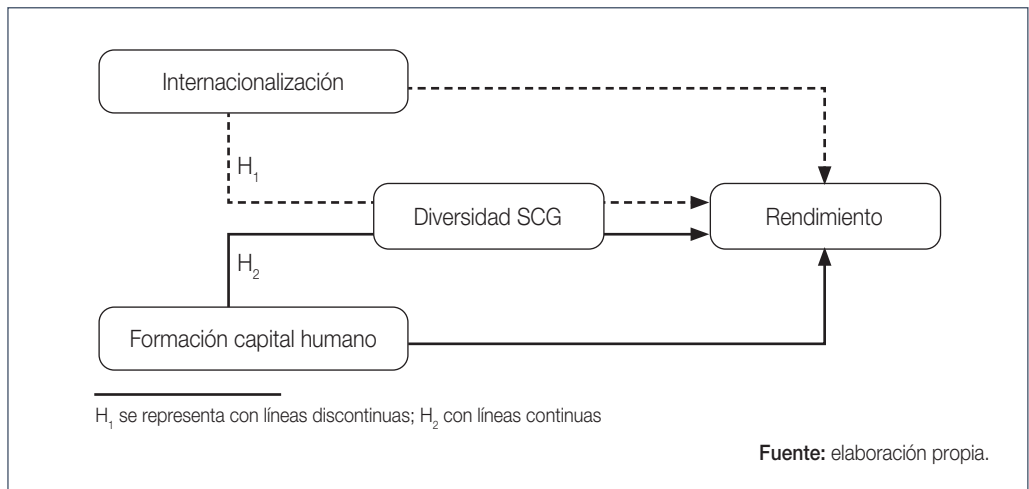 Internacionalización
H₁
Diversidad SCG
Rendimiento
H₂
Formación capital humano
H₁ se representa con líneas discontinuas; H₂ con líneas continuas
Fuente: elaboración propia.